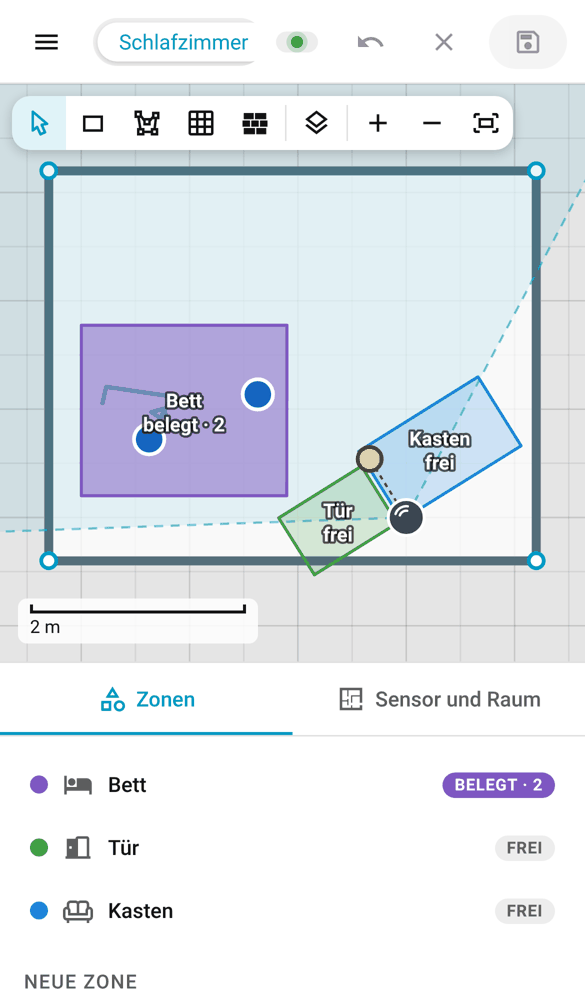 Schlafzimmer
Bett
belegt · 2
Kasten
frei
Tür
frei
2 m
Zonen
Sensor und Raum
Bett
BELEGT · 2
Tür
FREI
Kasten
FREI
NEUE ZONE